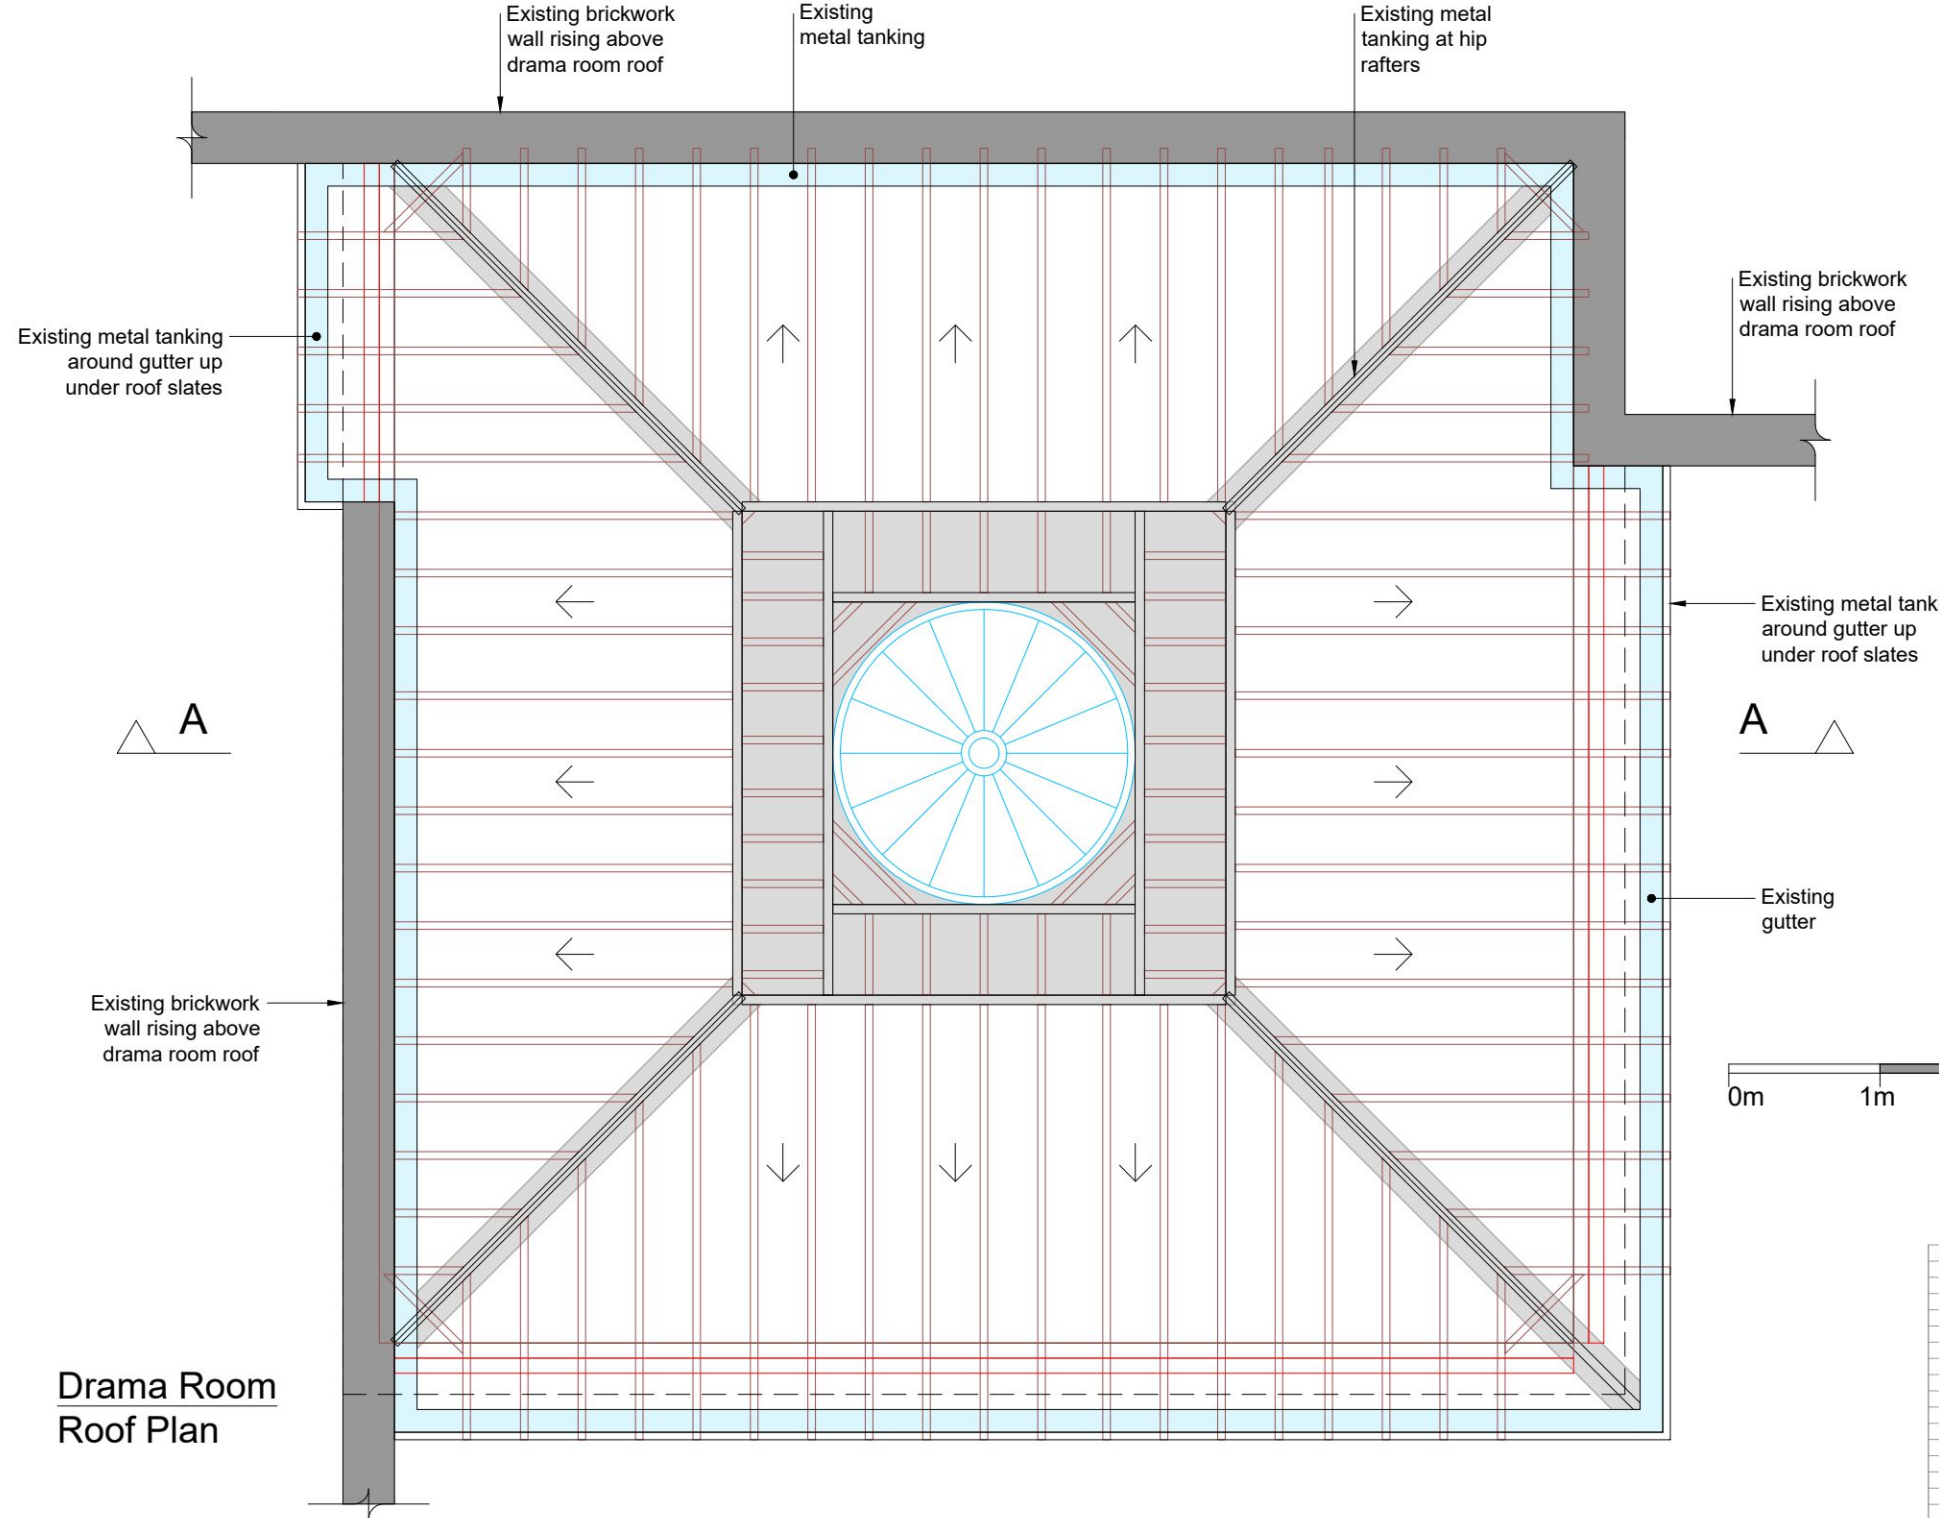 Existing brickwork
wall rising above
drama room roof
Existing
metal tanking
Existing metal
tanking at hip
rafters
Existing brickwork
wall rising above
drama room roof
Existing metal tanking
around gutter up
under roof slates
Existing metal tank
around gutter up
under roof slates
A
A
Existing
gutter
Existing brickwork
wall rising above
drama room roof
0m 1m
Drama Room
Roof Plan